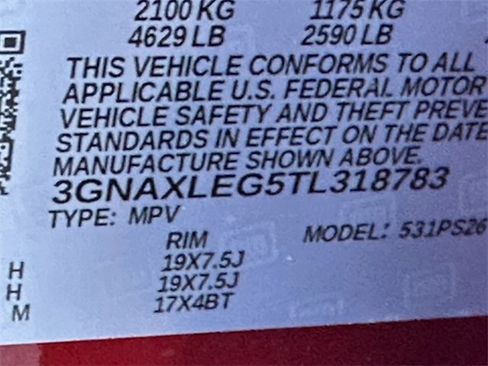 2100 KG 1175 KG
4629 LB 2590 LB
THIS VEHICLE CONFORMS TO ALL
APPLICABLE U.S. FEDERAL MOTOR
VEHICLE SAFETY AND THEFT PREVE
STANDARDS IN EFFECT ON THE DATE
MANUFACTURE SHOWN ABOVE.
3GNAXLEG5TL318783
TYPE: MPV
RIM MODEL: 531PS26
H 19X7.5J
H 19X7.5J
M 17X4BT